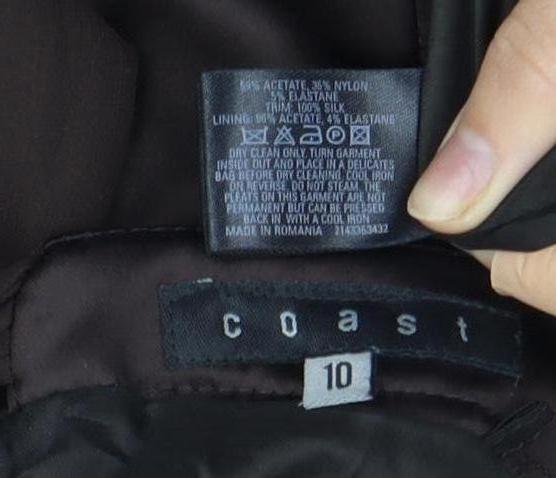 59% ACETATE, 36% NYLON
5% ELASTANE
TRIM: 100% SILK
LINING: 96% ACETATE, 4% ELASTANE
P
DRY CLEAN ONLY. TURN GARMENT
INSIDE OUT AND PLACE IN A DELICATES
BAG BEFORE DRY CLEANING. COOL IRON
ON REVERSE. DO NOT STEAM. THE
PLEATS ON THIS GARMENT ARE NOT
PERMANENT BUT CAN BE PRESSED
BACK IN WITH A COOL IRON
MADE IN ROMANIA 2143363432
coast
10